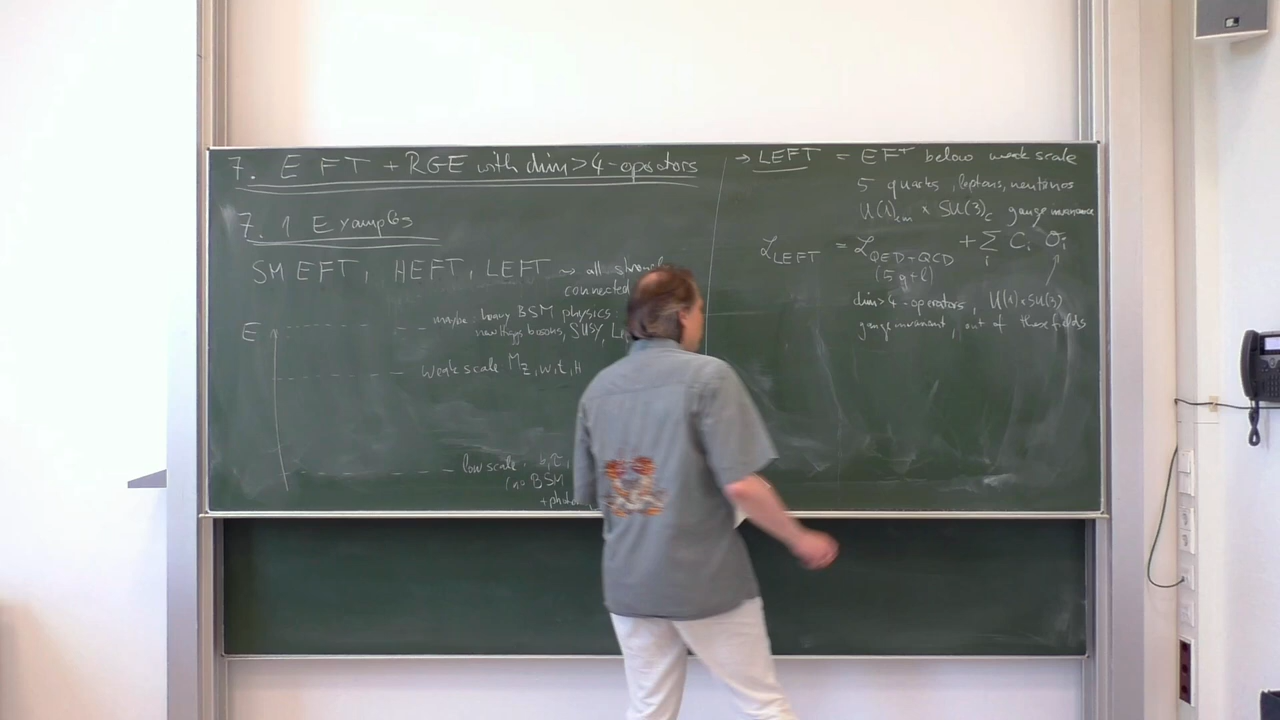 7. EFT + RGE with dim>4-operators
7.1 Examples
SMEFT, HEFT, LEFT ⇝ all
connected
E
maybe: heavy BSM physics:
new Higgs bosons, SUSY,
weak scale M_Z,W,t,H
low scale: b, τ,
(no BSM
+ phot
→ LEFT = EFT below weak scale
5 quarks, leptons, neutrinos
U(1)_em × SU(3)_c gauge invariance
ℒ_LEFT = ℒ_QED+QCD + Σ_i C_i O_i
(5q+l)
dim>4-operators, U(1)×SU(3)
gauge invariant, out of these fields